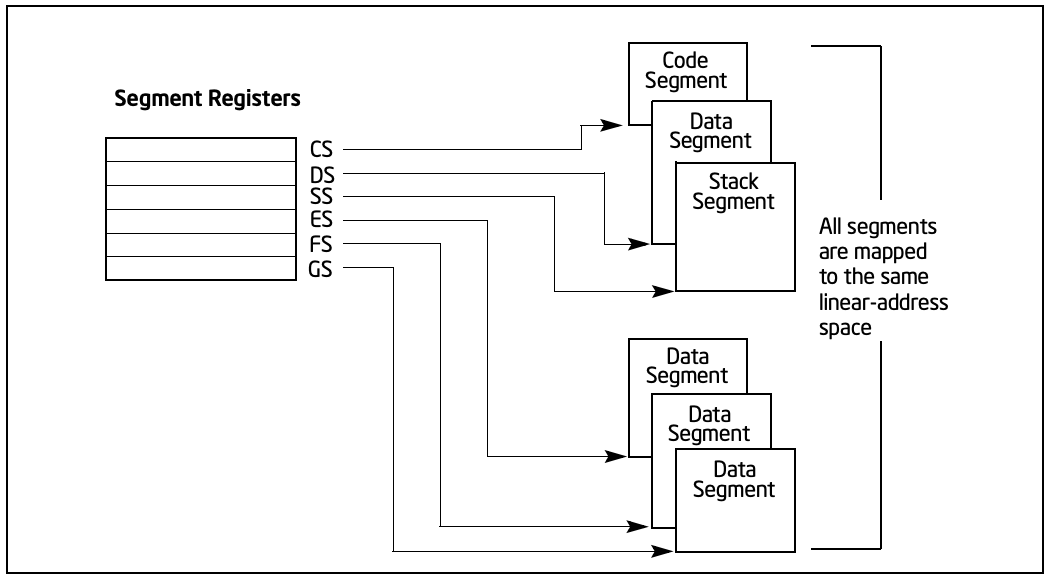 Segment Registers
CS
DS
SS
ES
FS
GS
Code
Segment
Data
Segment
Stack
Segment
Data
Segment
Data
Segment
Data
Segment
All segments
are mapped
to the same
linear-address
space